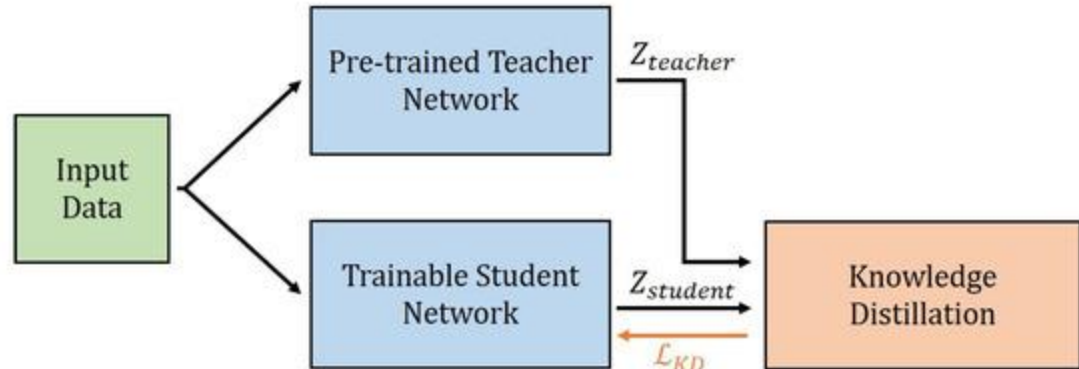 Pre-trained Teacher
Network
Z_teacher
Input
Data
Trainable Student
Network
Z_student
Knowledge
Distillation
ℒ_KD